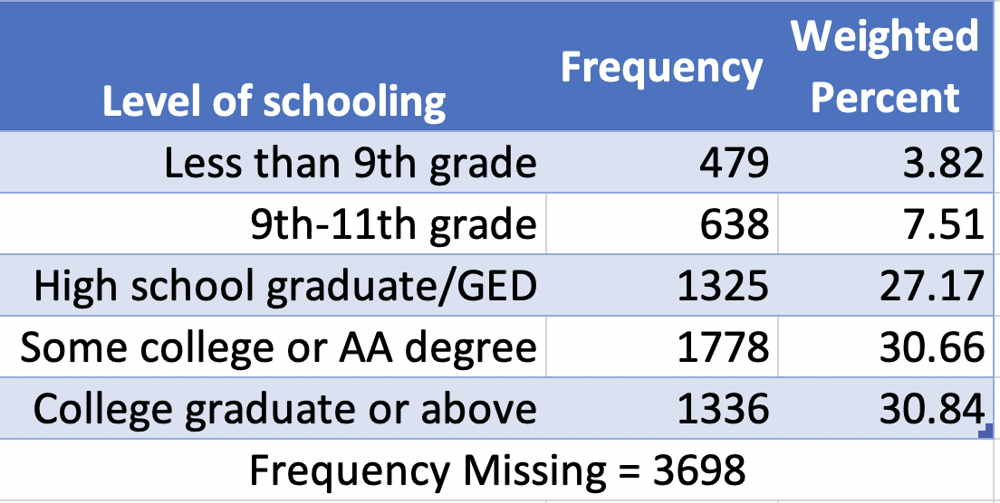 Level of schooling Frequency Weighted Percent
Less than 9th grade 479 3.82
9th-11th grade 638 7.51
High school graduate/GED 1325 27.17
Some college or AA degree 1778 30.66
College graduate or above 1336 30.84
Frequency Missing = 3698